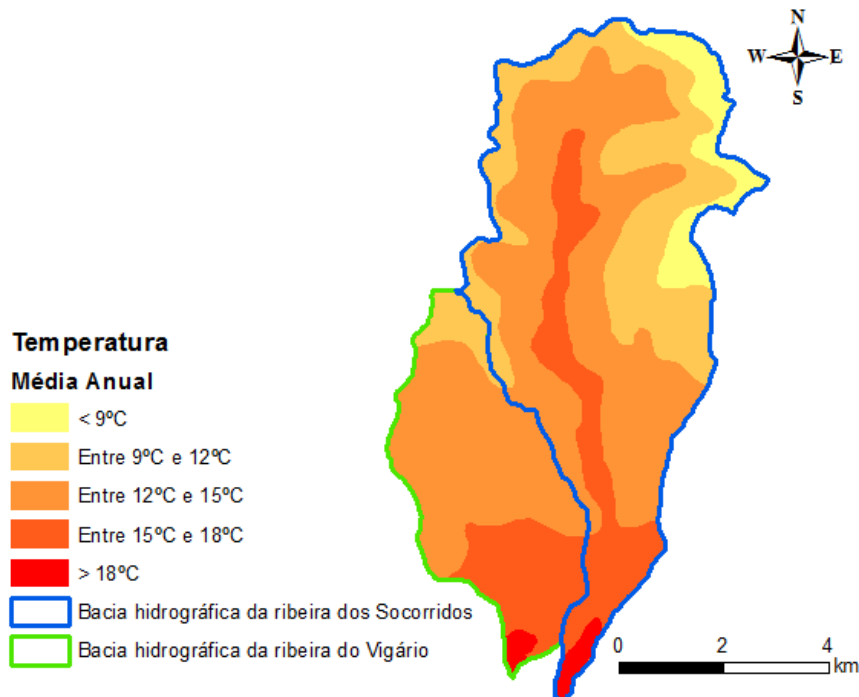 N
W E
S
Temperatura
Média Anual
< 9ºC
Entre 9ºC e 12ºC
Entre 12ºC e 15ºC
Entre 15ºC e 18ºC
> 18ºC
Bacia hidrográfica da ribeira dos Socorridos
Bacia hidrográfica da ribeira do Vigário
0 2 4
km